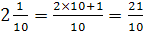 2 1/10 = 2×10+1/10 = 21/10